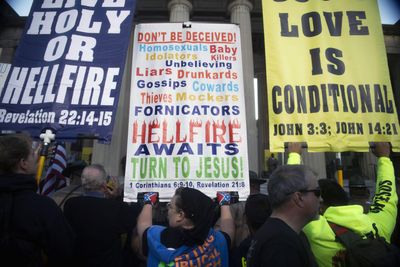 LIVE
HOLY
OR
HELLFIRE
Revelation 22:14-15
DON'T BE DECEIVED!
Homosexuals Baby
Idolators Killers
Unbelieving
Liars Drunkards
Gossips Cowards
Thieves Mockers
FORNICATORS
HELLFIRE
AWAITS
TURN TO JESUS!
1 Corinthians 6:9-10, Revelation 21:8
LOVE
IS
CONDITIONAL
JOHN 3:3; JOHN 14:21